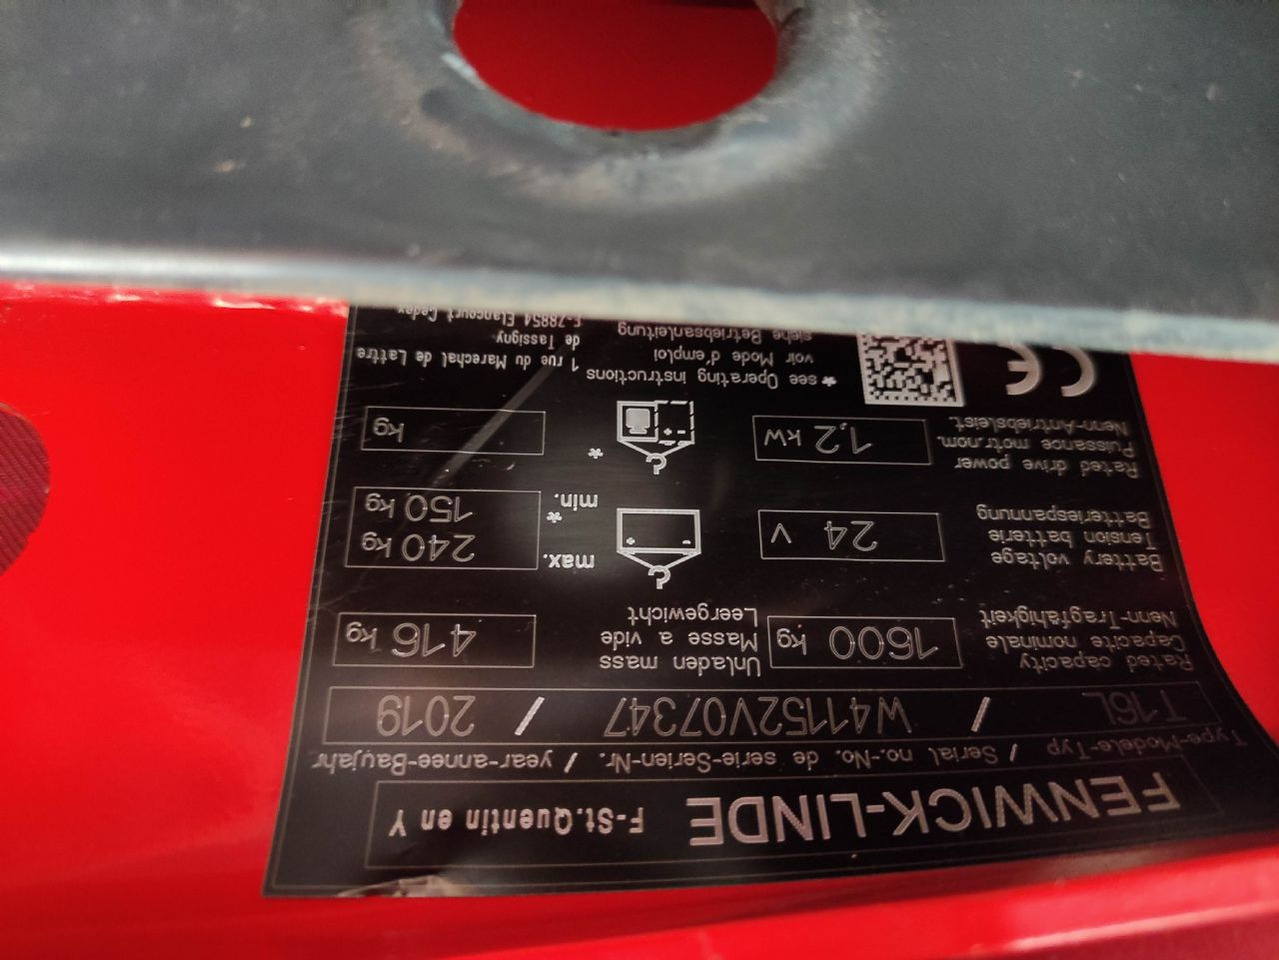 FENWICK-LINDE F-St.Quentin en Y
Type-Modele-Typ / Serial no.-No. de serie-Serien-Nr. / year-annee-Baujahr
T16L / W41152V07347 / 2019
Rated capacity
Capacite nominale
Nenn-Tragfähigkeit
1600 kg
Unladen mass
Masse a. vide
Leergewicht
416 kg
Battery voltage
Tension batterie
Batteriespannung
24 V
max. 240 kg
*
min. 150 kg
Rated drive power
Puissance motr.nom.
Nenn-Antriebsleist.
1,2 kW
*
kg
CE
* see Operating instructions
voir Mode d'emploi
siehe Betriebsanleitung
1 rue du Marechal de Lattre
de Tassigny
F-78854 Elancourt Cedex